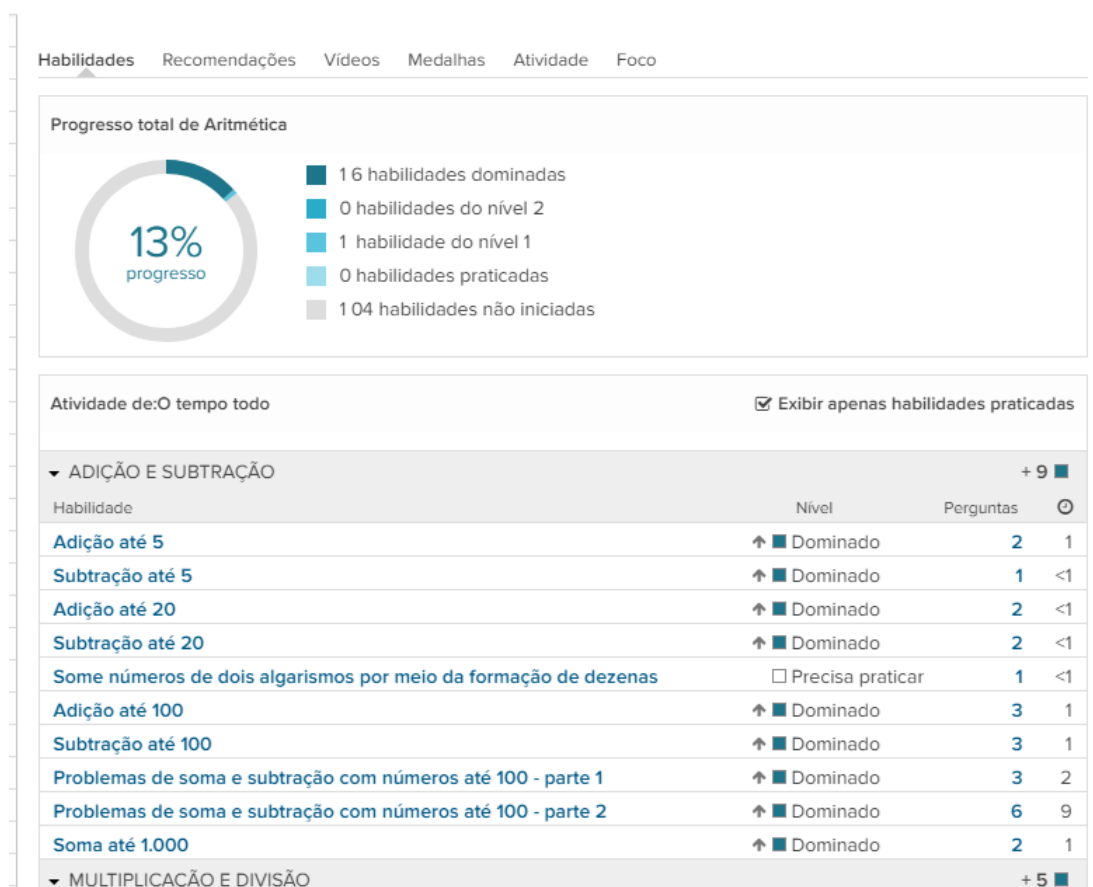 Habilidades Recomendações Vídeos Medalhas Atividade Foco
Progresso total de Aritmética
13%
progresso
16 habilidades dominadas
0 habilidades do nível 2
1 habilidade do nível 1
0 habilidades praticadas
104 habilidades não iniciadas
Atividade de:O tempo todo Exibir apenas habilidades praticadas
ADIÇÃO E SUBTRAÇÃO + 9
Habilidade Nível Perguntas
Adição até 5 Dominado 2 1
Subtração até 5 Dominado 1 <1
Adição até 20 Dominado 2 <1
Subtração até 20 Dominado 2 <1
Some números de dois algarismos por meio da formação de dezenas Precisa praticar 1 <1
Adição até 100 Dominado 3 1
Subtração até 100 Dominado 3 1
Problemas de soma e subtração com números até 100 - parte 1 Dominado 3 2
Problemas de soma e subtração com números até 100 - parte 2 Dominado 6 9
Soma até 1.000 Dominado 2 1
MULTIPLICAÇÃO E DIVISÃO + 5